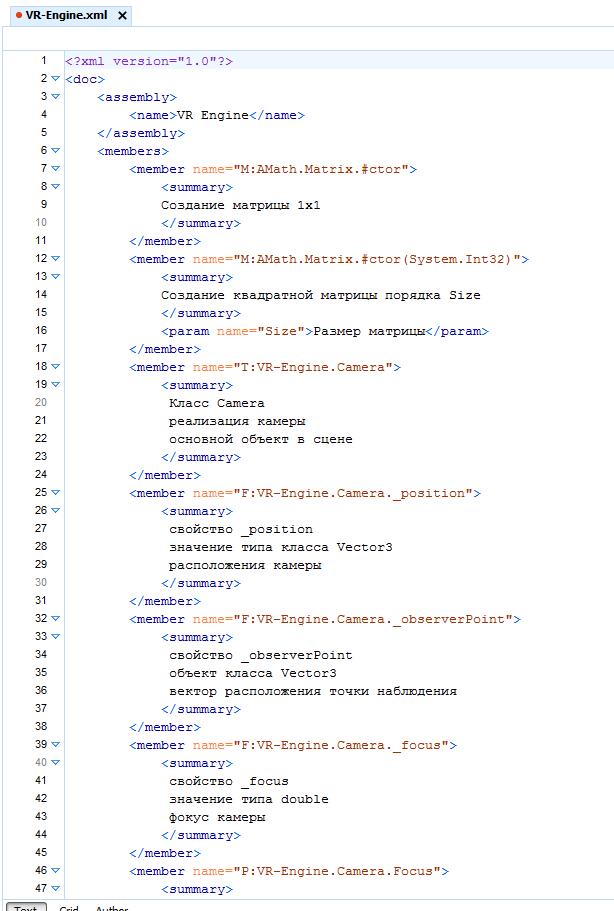 VR-Engine.xml
1 <?xml version="1.0"?>
2 <doc>
3 <assembly>
4 <name>VR Engine</name>
5 </assembly>
6 <members>
7 <member name="M:AMath.Matrix.#ctor">
8 <summary>
9 Создание матрицы 1x1
10 </summary>
11 </member>
12 <member name="M:AMath.Matrix.#ctor(System.Int32)">
13 <summary>
14 Создание квадратной матрицы порядка Size
15 </summary>
16 <param name="Size">Размер матрицы</param>
17 </member>
18 <member name="T:VR-Engine.Camera">
19 <summary>
20 Класс Camera
21 реализация камеры
22 основной объект в сцене
23 </summary>
24 </member>
25 <member name="F:VR-Engine.Camera._position">
26 <summary>
27 свойство _position
28 значение типа класса Vector3
29 расположения камеры
30 </summary>
31 </member>
32 <member name="F:VR-Engine.Camera._observerPoint">
33 <summary>
34 свойство _observerPoint
35 объект класса Vector3
36 вектор расположения точки наблюдения
37 </summary>
38 </member>
39 <member name="F:VR-Engine.Camera._focus">
40 <summary>
41 свойство _focus
42 значение типа double
43 фокус камеры
44 </summary>
45 </member>
46 <member name="P:VR-Engine.Camera.Focus">
47 <summary>
Text Grid Author